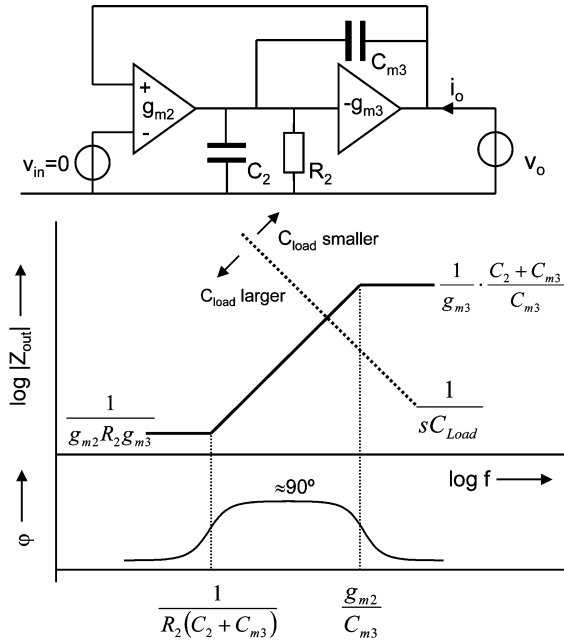 C_m3
+
g_m2
-
-g_m3
i_o
v_in=0
C_2
R_2
v_o
C_load smaller
C_load larger
log |Z_out|
1/g_m3 · (C_2 + C_m3)/C_m3
1/(g_m2 R_2 g_m3)
1/(sC_Load)
log f
≈90º
φ
1/(R_2(C_2 + C_m3))
g_m2/C_m3